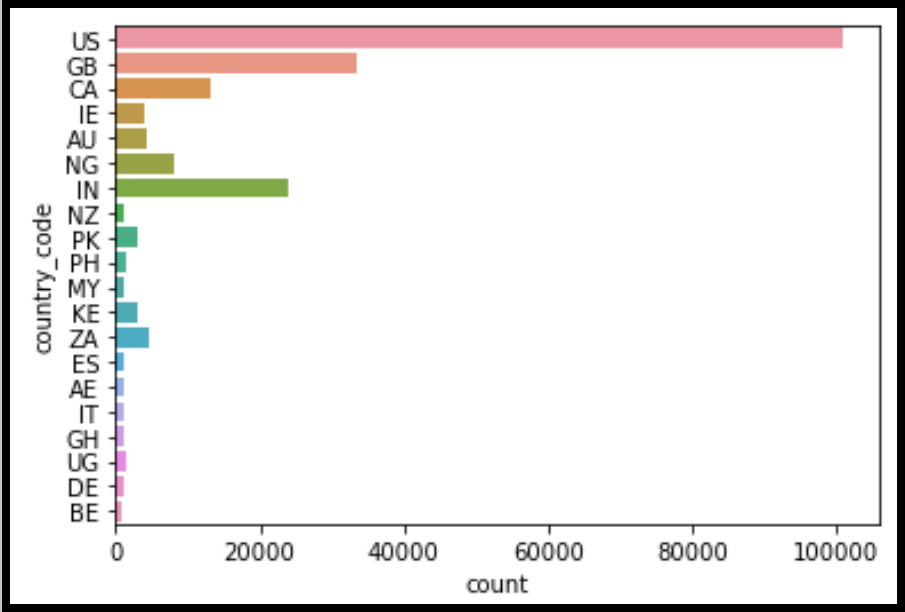 US
GB
CA
IE
AU
NG
IN
NZ
PK
PH
MY
KE
ZA
ES
AE
IT
GH
UG
DE
BE
country_code
0 20000 40000 60000 80000 100000
count